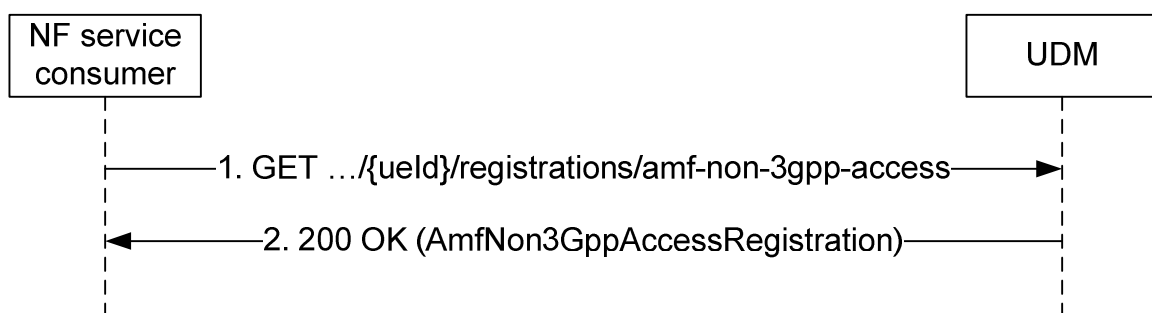 NF service
consumer
UDM
1. GET …/{ueId}/registrations/amf-non-3gpp-access
2. 200 OK (AmfNon3GppAccessRegistration)